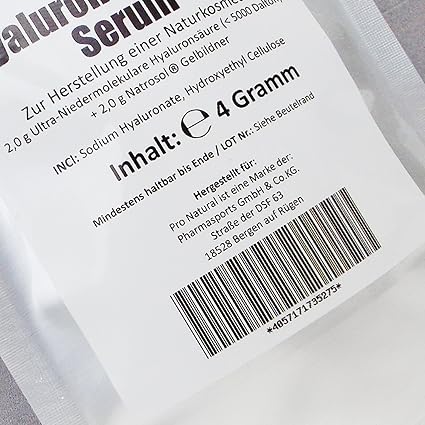 Serum
Zur Herstellung einer
2,0 g Ultra-Niedermolekulare Hyaluronsäure (< 5000 Dalton)
+ 2,0 g Natrosol® Gelbildner
INCI: Sodium Hyaluronate, Hydroxyethyl Cellulose
Inhalt: ℮ 4 Gramm
Mindestens haltbar bis Ende / LOT Nr.: Siehe Beutelrand
Hergestellt für:
Pro Natural ist eine Marke der:
Pharmasports GmbH & Co.KG.
Straße der DSF 63
18528 Bergen auf Rügen
*4057171735275*